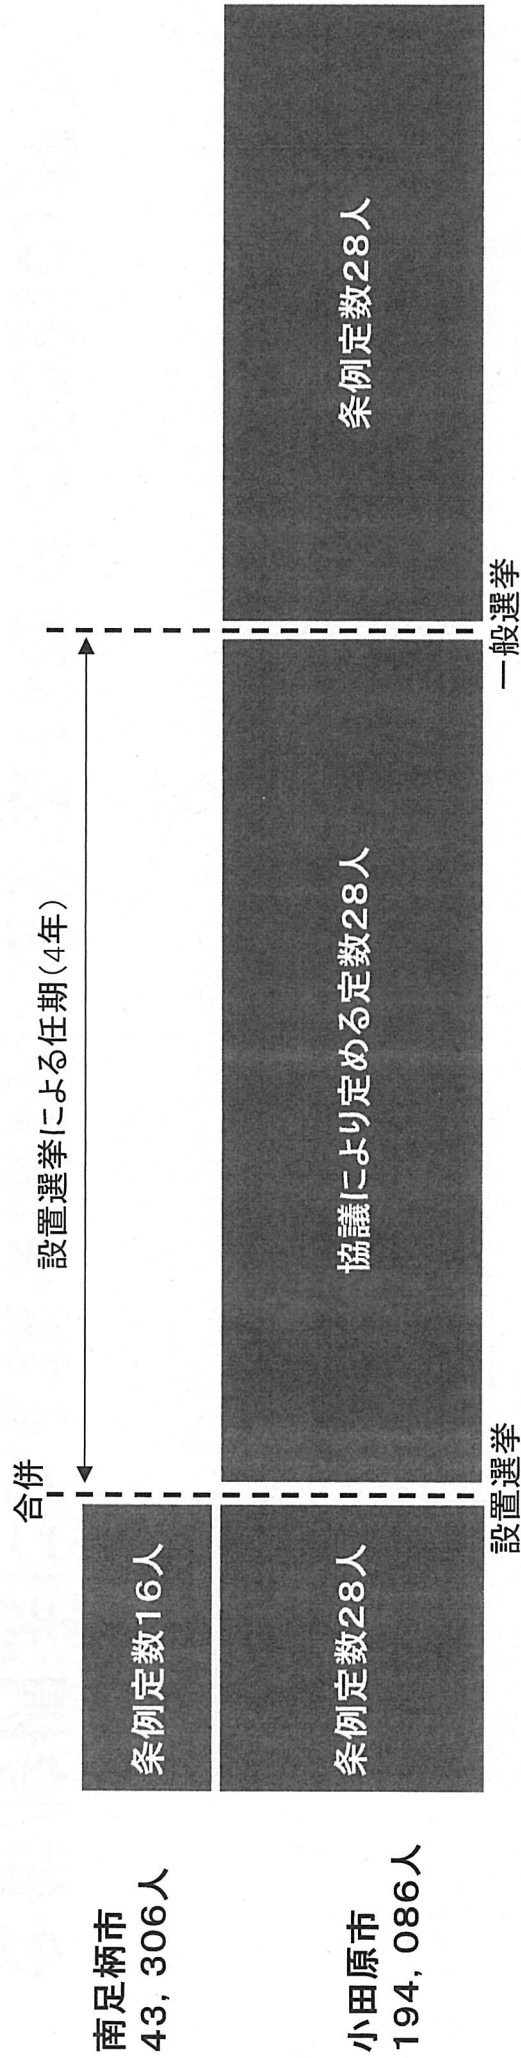 合併
設置選挙による任期(4年)
南足柄市
43, 306人
条例定数16人
小田原市
194, 086人
条例定数28人
協議により定める定数28人
条例定数28人
設置選挙
一般選挙